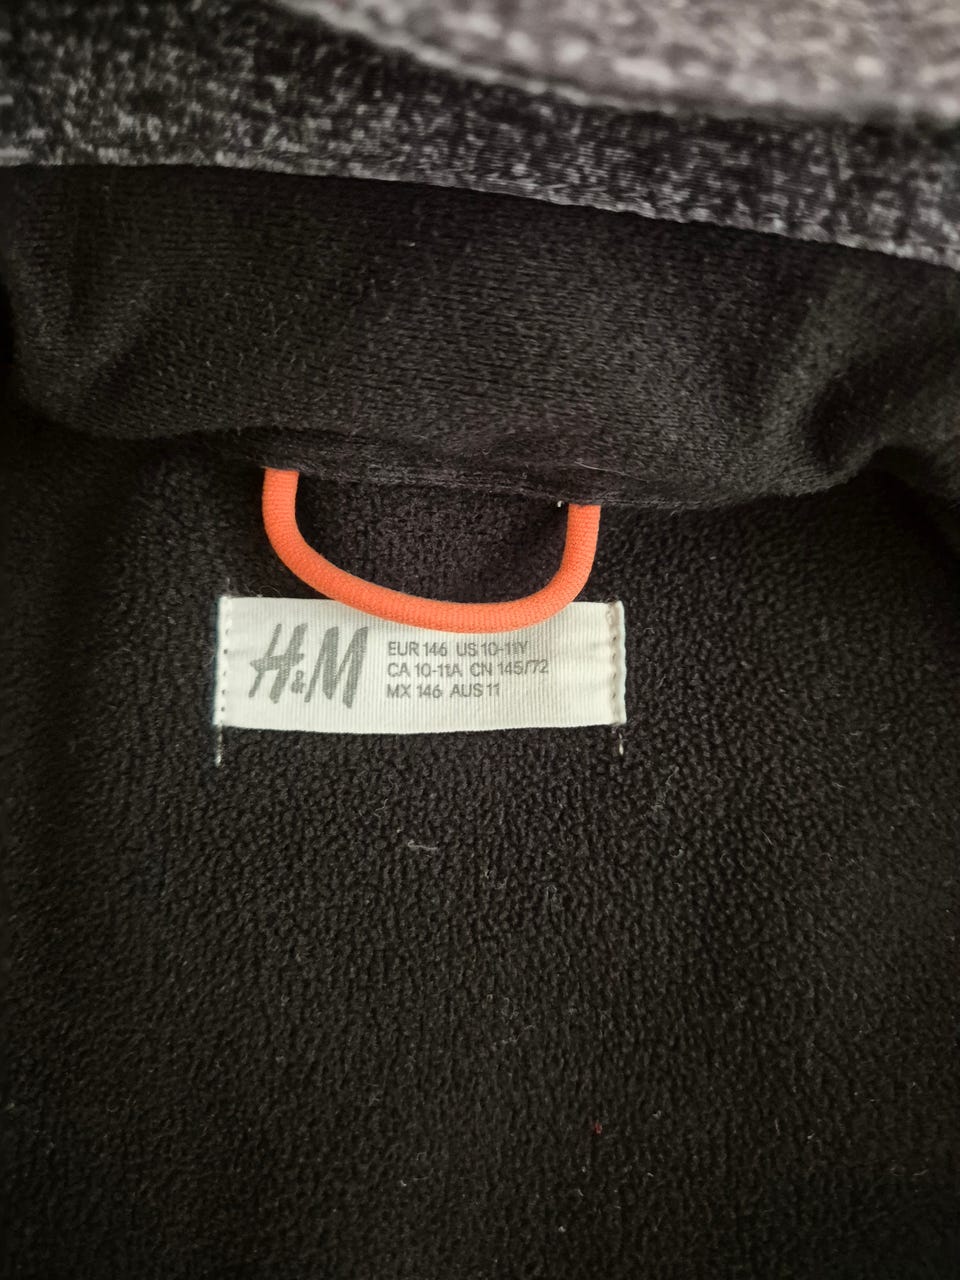 H&M
EUR 146 US 10-11Y
CA 10-11A CN 145/72
MX 146 AUS 11